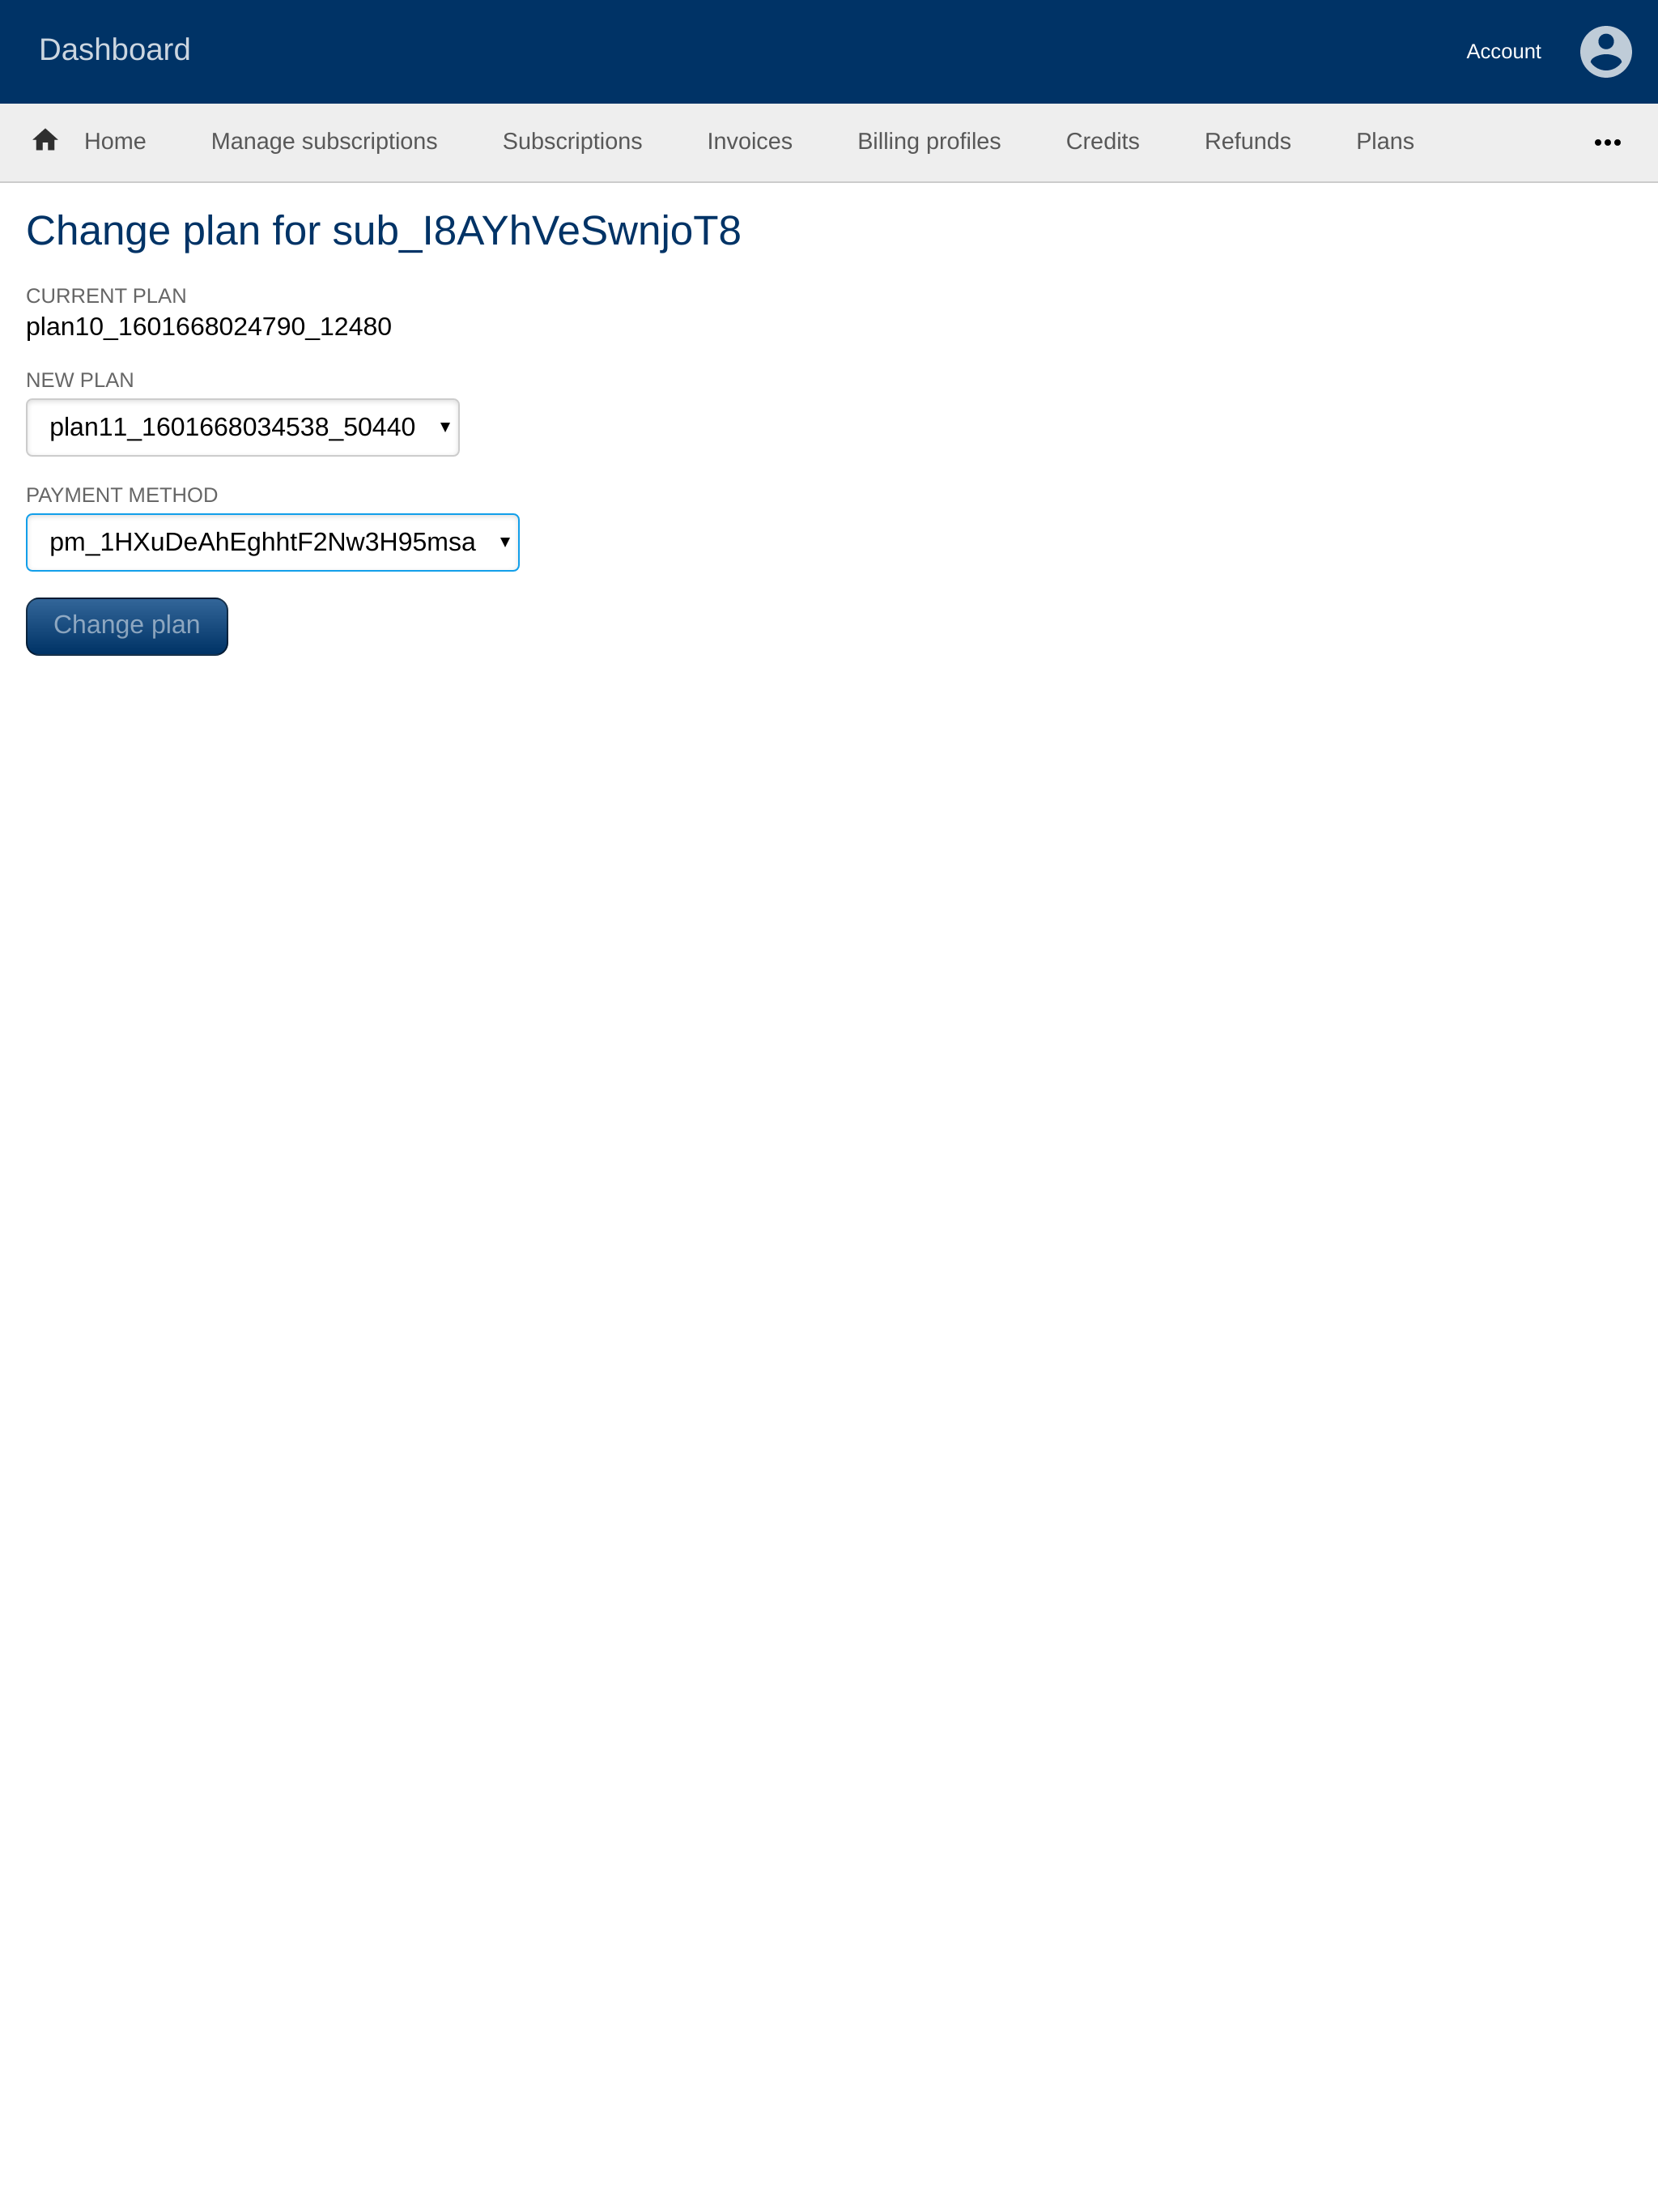 Dashboard
Account
Home Manage subscriptions Subscriptions Invoices Billing profiles Credits Refunds Plans •••
Change plan for sub_I8AYhVeSwnjoT8
CURRENT PLAN
plan10_1601668024790_12480
NEW PLAN
plan11_1601668034538_50440
PAYMENT METHOD
pm_1HXuDeAhEghhtF2Nw3H95msa
Change plan